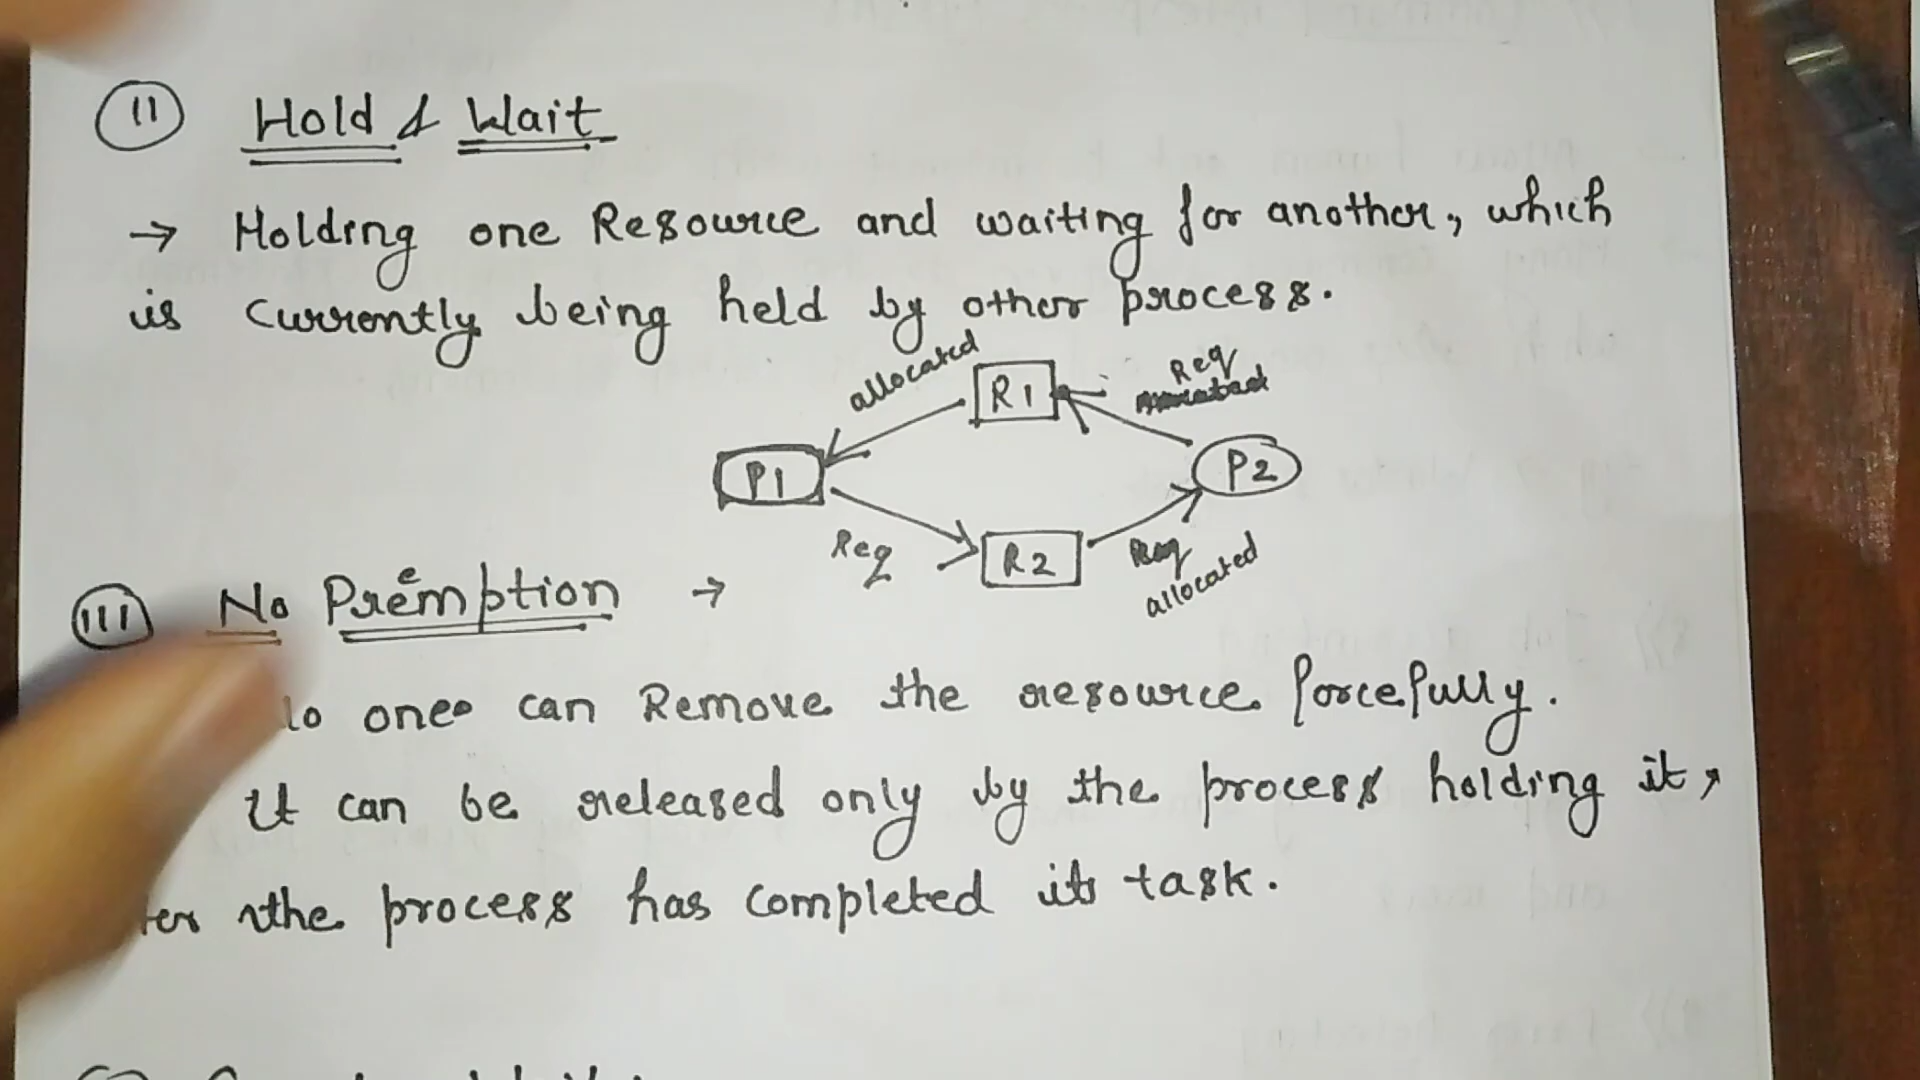 II Hold & Wait
→ Holding one Resource and waiting for another, which
is currently being held by other process.
allocated
R1
Req
P1
P2
Req
R2
allocated
III No Preemption →
one can Remove the resource forcefully.
It can be released only by the process holding it,
the process has completed its task.